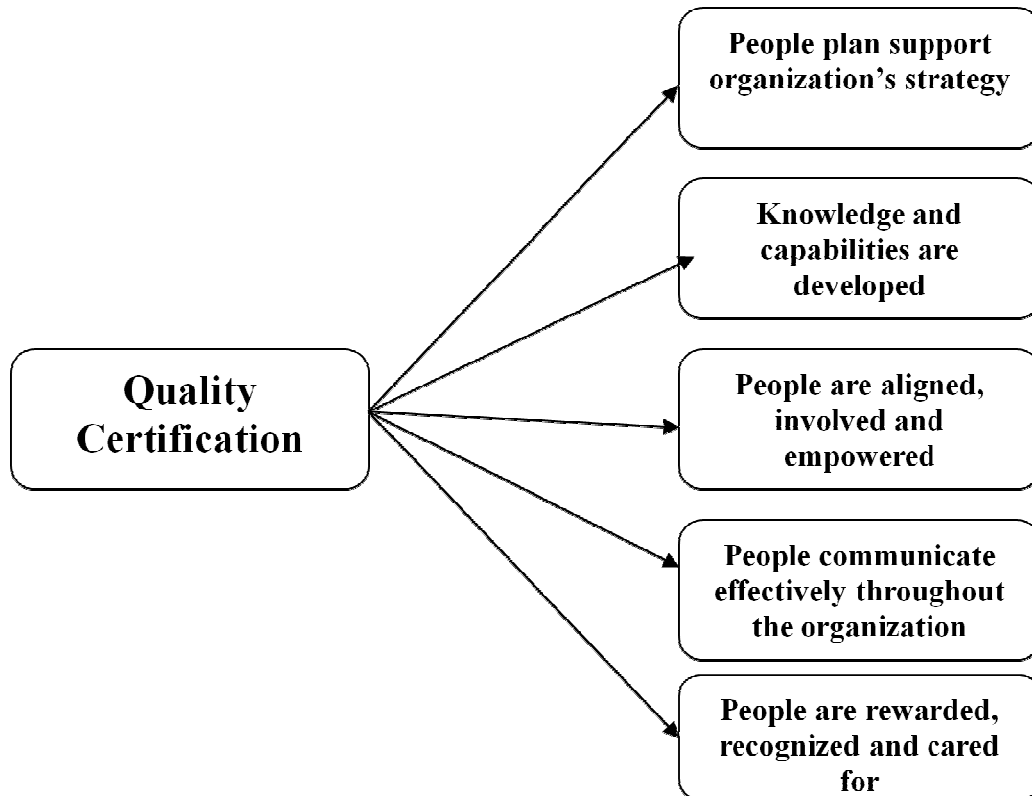 People plan support
organization’s strategy
Knowledge and
capabilities are
developed
Quality
Certification
People are aligned,
involved and
empowered
People communicate
effectively throughout
the organization
People are rewarded,
recognized and cared
for